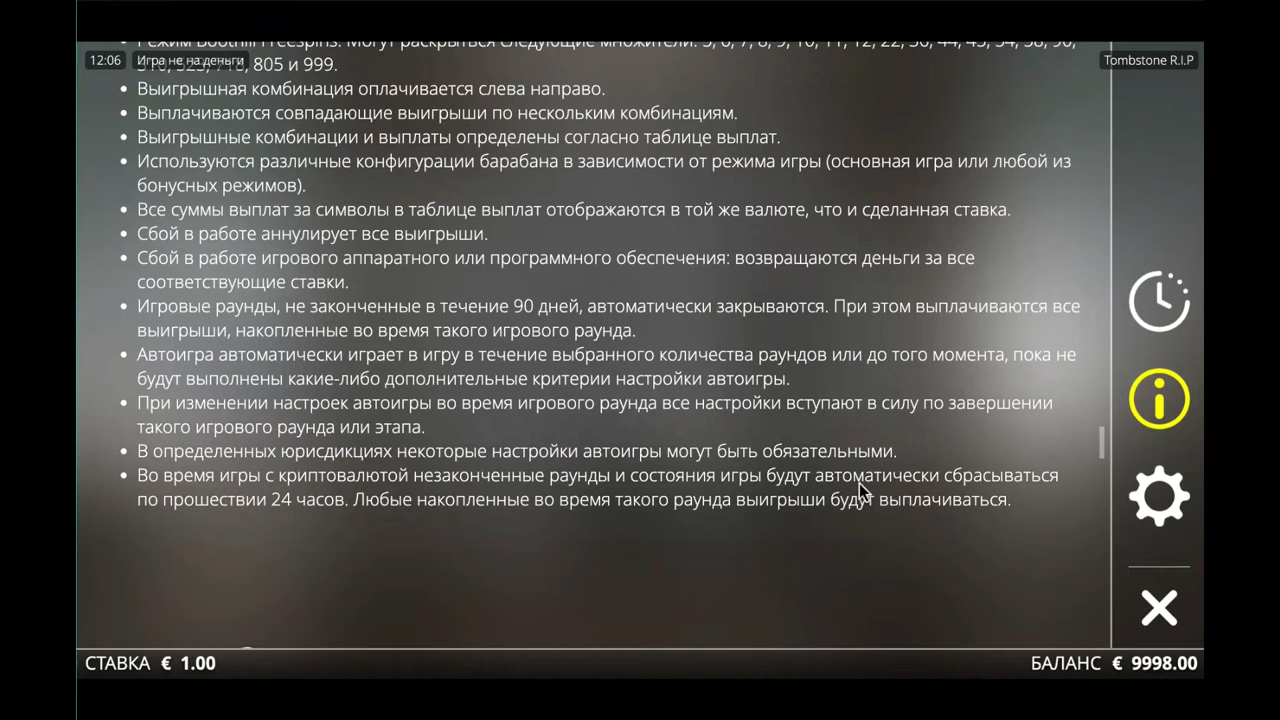 12:06
Игра не на деньги
Tombstone R.I.P
805 и 999.
• Выигрышная комбинация оплачивается слева направо.
• Выплачиваются совпадающие выигрыши по нескольким комбинациям.
• Выигрышные комбинации и выплаты определены согласно таблице выплат.
• Используются различные конфигурации барабана в зависимости от режима игры (основная игра или любой из
бонусных режимов).
• Все суммы выплат за символы в таблице выплат отображаются в той же валюте, что и сделанная ставка.
• Сбой в работе аннулирует все выигрыши.
• Сбой в работе игрового аппаратного или программного обеспечения: возвращаются деньги за все
соответствующие ставки.
• Игровые раунды, не законченные в течение 90 дней, автоматически закрываются. При этом выплачиваются все
выигрыши, накопленные во время такого игрового раунда.
• Автоигра автоматически играет в игру в течение выбранного количества раундов или до того момента, пока не
будут выполнены какие-либо дополнительные критерии настройки автоигры.
• При изменении настроек автоигры во время игрового раунда все настройки вступают в силу по завершении
такого игрового раунда или этапа.
• В определенных юрисдикциях некоторые настройки автоигры могут быть обязательными.
• Во время игры с криптовалютой незаконченные раунды и состояния игры будут автоматически сбрасываться
по прошествии 24 часов. Любые накопленные во время такого раунда выигрыши будут выплачиваться.
СТАВКА € 1.00
БАЛАНС € 9998.00